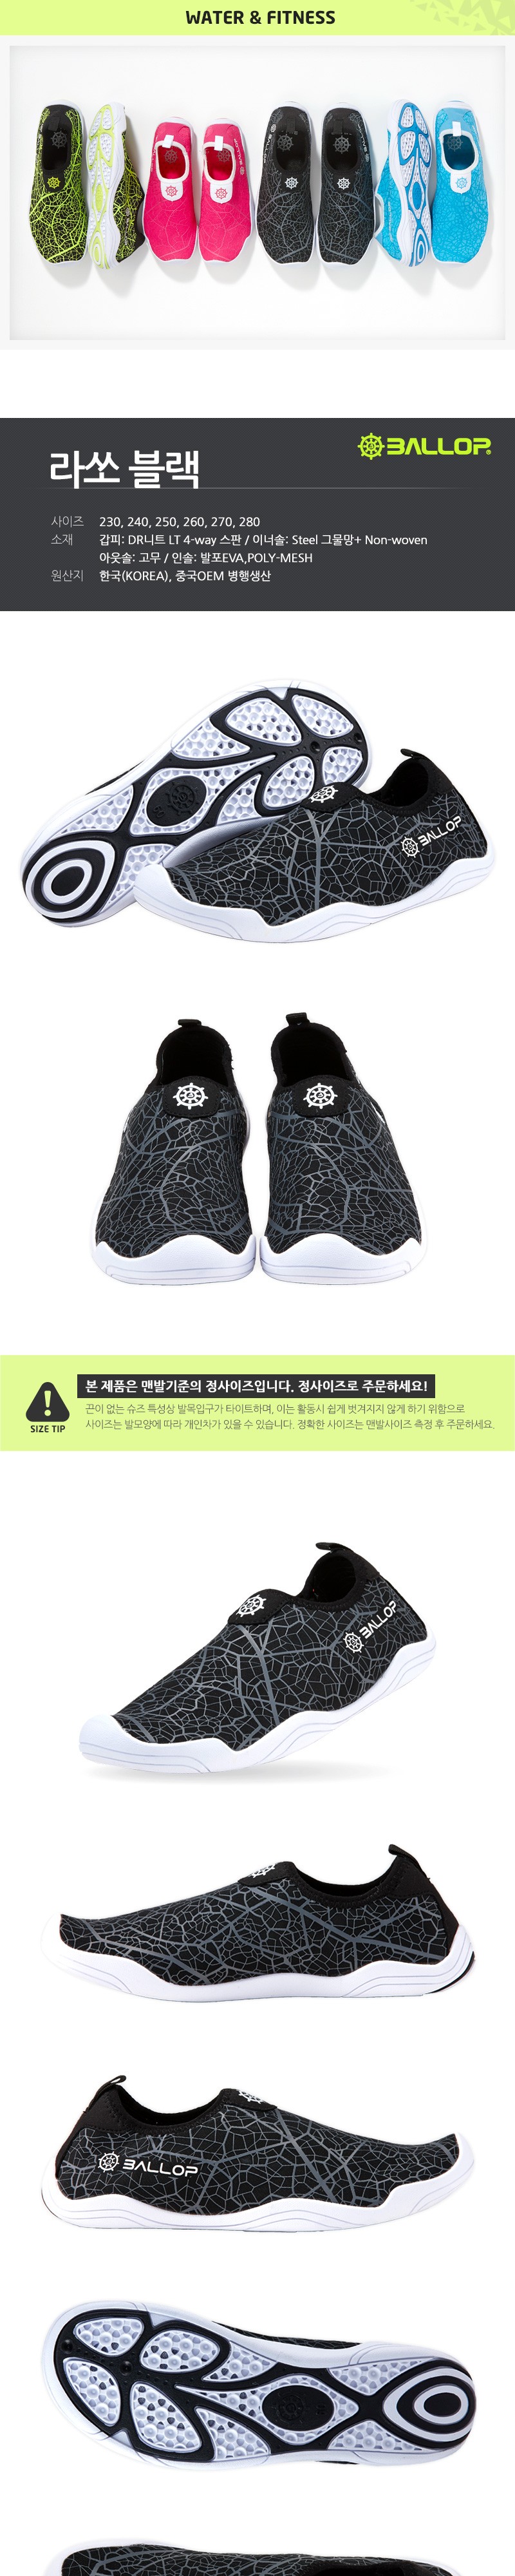 WATER & FITNESS
라쏘 블랙
BALLOP
사이즈 230, 240, 250, 260, 270, 280
소재 갑피: DR니트 LT 4-way 스판 / 이너솔: Steel 그물망+ Non-woven
아웃솔: 고무 / 인솔: 발포EVA,POLY-MESH
원산지 한국(KOREA), 중국OEM 병행생산
BALLOP
본 제품은 맨발기준의 정사이즈입니다. 정사이즈로 주문하세요!
끈이 없는 슈즈 특성상 발목입구가 타이트하며, 이는 활동시 쉽게 벗겨지지 않게 하기 위함으로
사이즈는 발모양에 따라 개인차가 있을 수 있습니다. 정확한 사이즈는 맨발사이즈 측정 후 주문하세요.
SIZE TIP
BALLOP
BALLOP